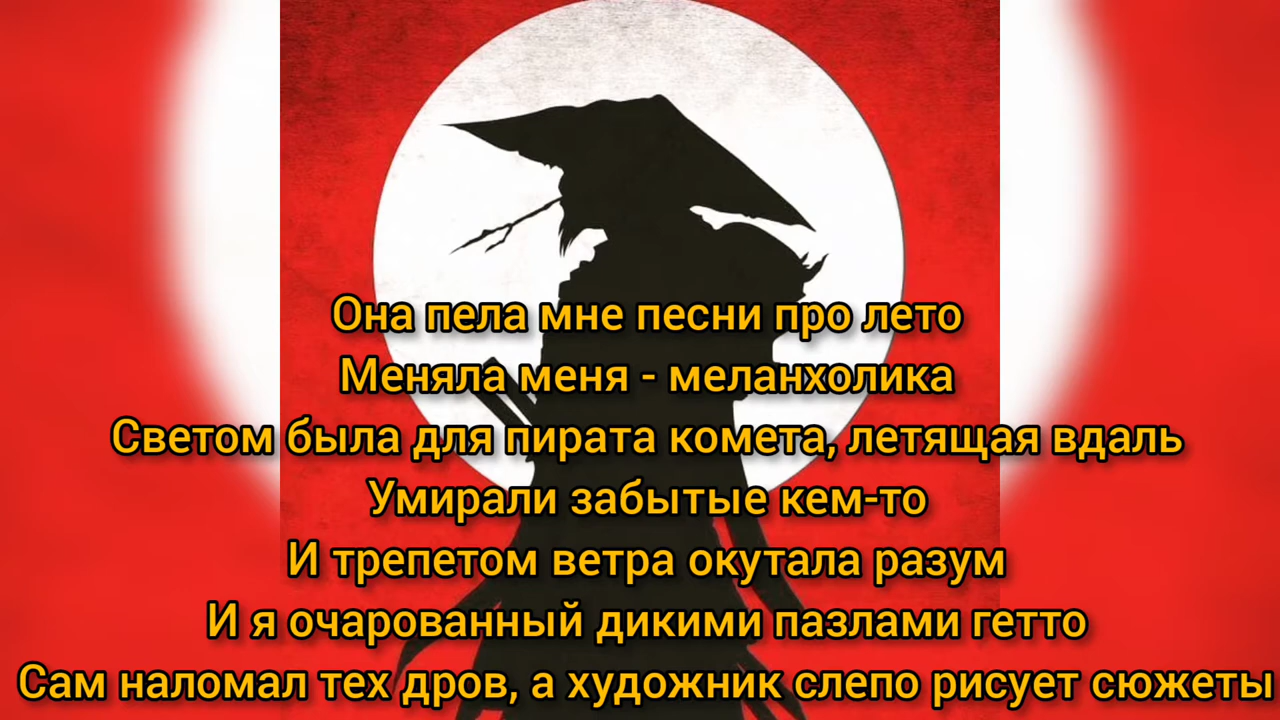 Она пела мне песни про лето
Меняла меня - меланхолика
Светом была для пирата комета, летящая вдаль
Умирали забытые кем-то
И трепетом ветра окутала разум
И я очарованный дикими пазлами гетто
Сам наломал тех дров, а художник слепо рисует сюжеты